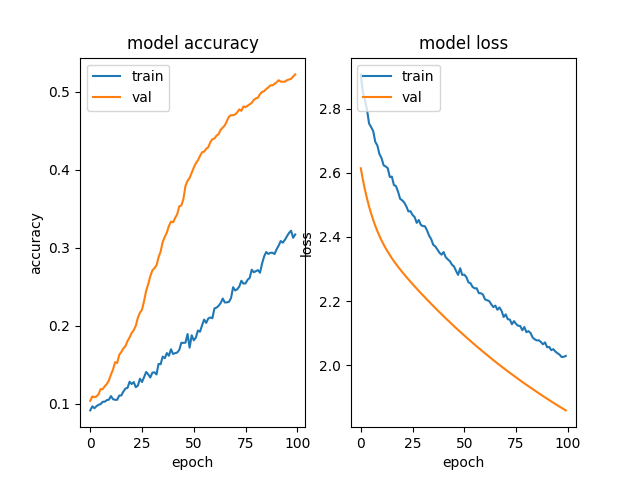 model accuracy
train
val
0.5
0.4
0.3
0.2
0.1
accuracy
0 25 50 75 100
epoch
model loss
train
val
2.8
2.6
2.4
2.2
2.0
loss
0 25 50 75 100
epoch